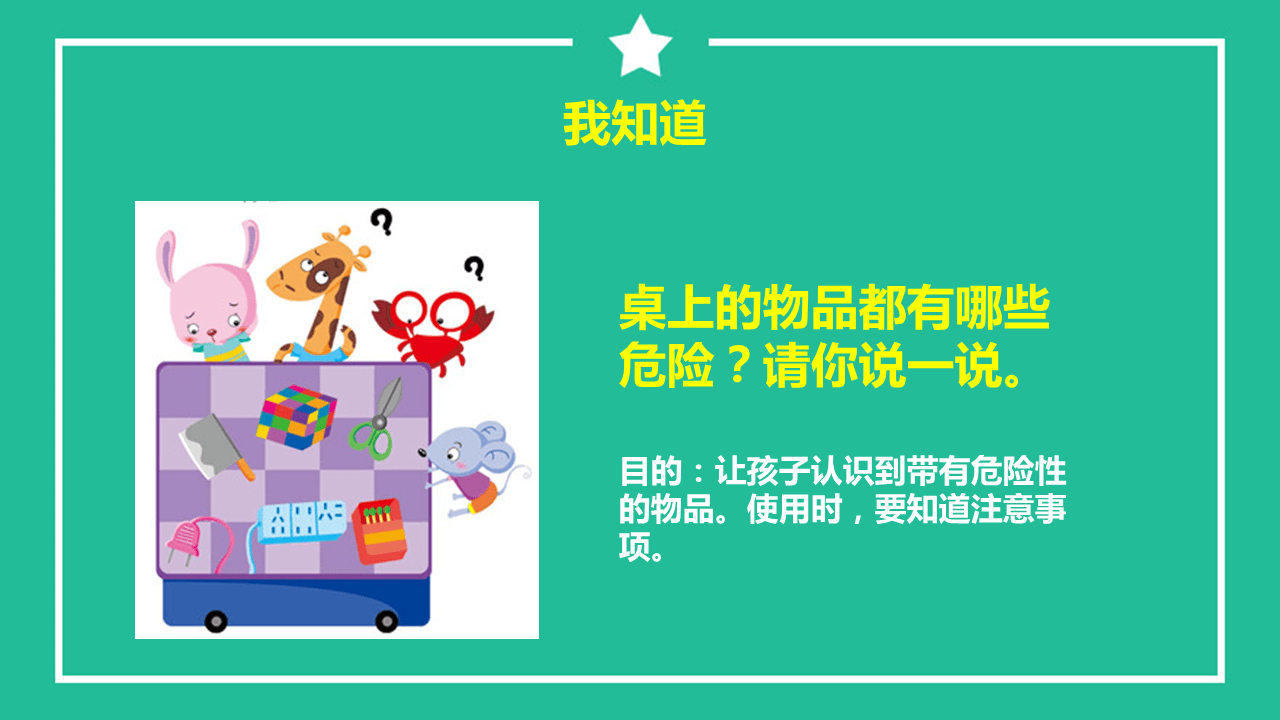 我知道
?
?
桌上的物品都有哪些
危险？请你说一说。
目的：让孩子认识到带有危险性
的物品。使用时，要知道注意事
项。